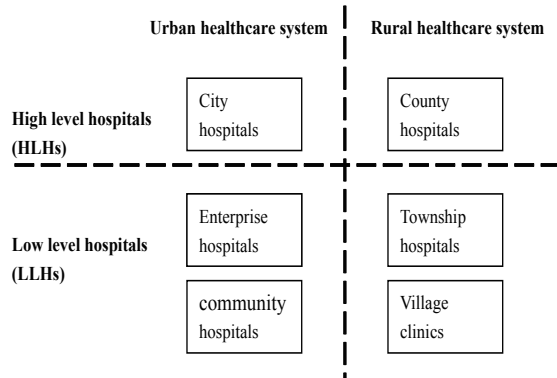 Urban healthcare system
Rural healthcare system
High level hospitals
(HLHs)
City
hospitals
County
hospitals
Low level hospitals
(LLHs)
Enterprise
hospitals
Township
hospitals
community
hospitals
Village
clinics